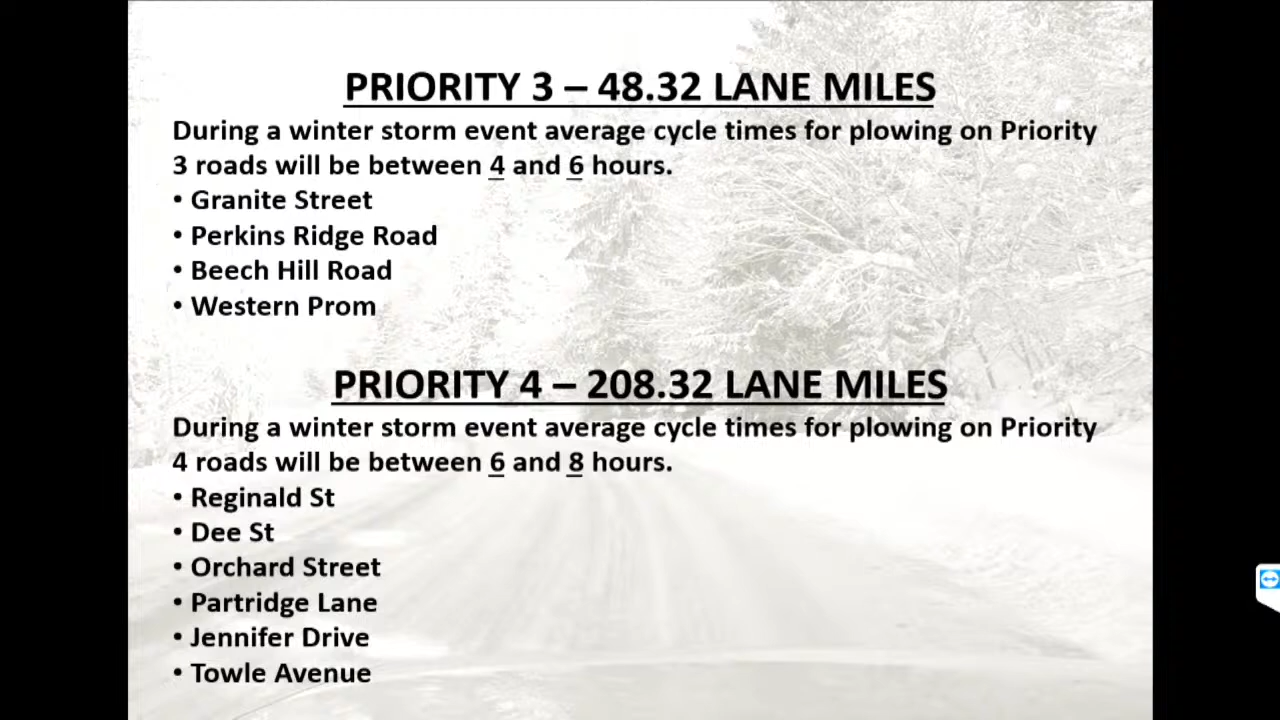 PRIORITY 3 – 48.32 LANE MILES
During a winter storm event average cycle times for plowing on Priority
3 roads will be between 4 and 6 hours.
• Granite Street
• Perkins Ridge Road
• Beech Hill Road
• Western Prom
PRIORITY 4 – 208.32 LANE MILES
During a winter storm event average cycle times for plowing on Priority
4 roads will be between 6 and 8 hours.
• Reginald St
• Dee St
• Orchard Street
• Partridge Lane
• Jennifer Drive
• Towle Avenue